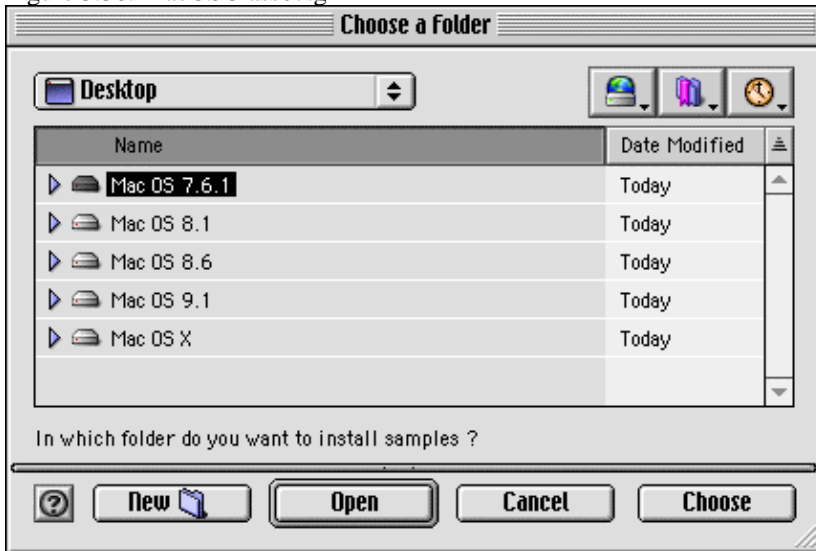 Choose a Folder
Desktop
Name Date Modified
Mac OS 7.6.1 Today
Mac OS 8.1 Today
Mac OS 8.6 Today
Mac OS 9.1 Today
Mac OS X Today
In which folder do you want to install samples ?
? New Open Cancel Choose